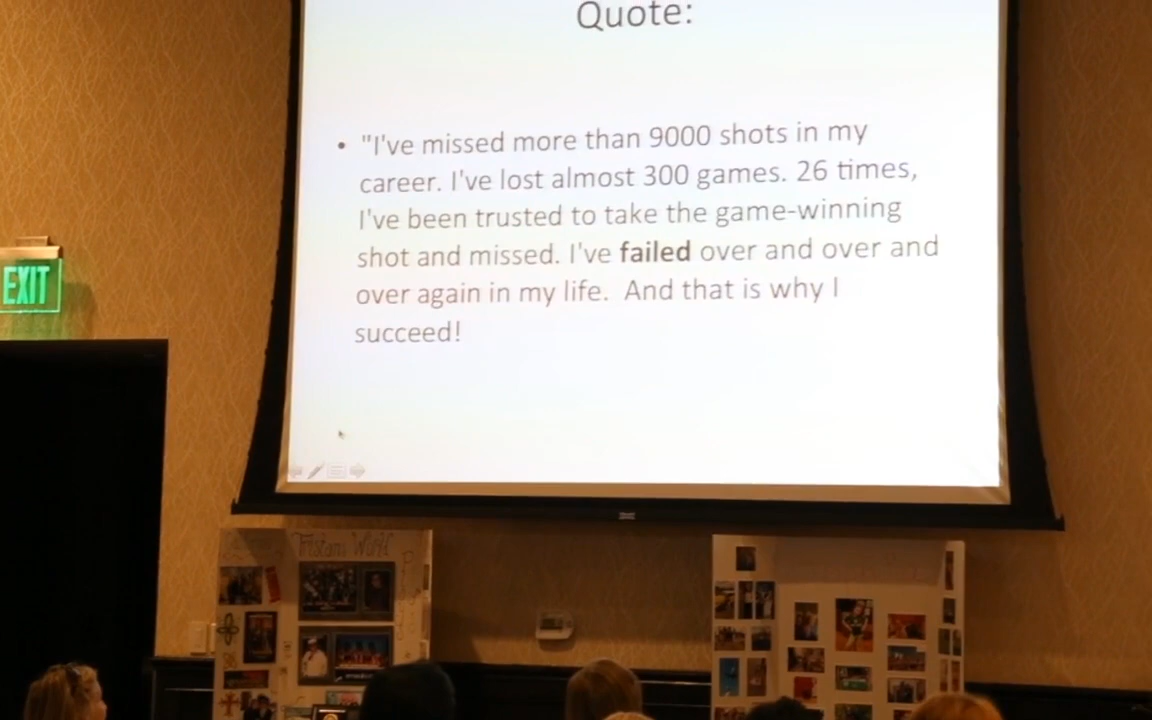 Quote:
• "I've missed more than 9000 shots in my
career. I've lost almost 300 games. 26 times,
I've been trusted to take the game-winning
shot and missed. I've failed over and over and
over again in my life.  And that is why I
succeed!
EXIT
Tristan's World